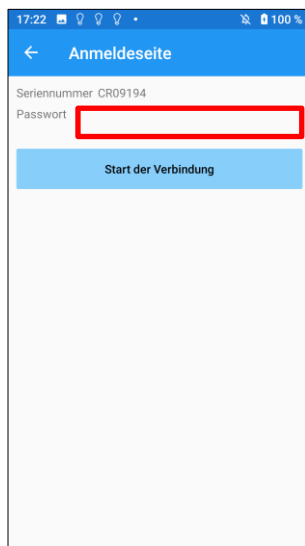 17:22 100 %
Anmeldeseite
Seriennummer CR09194
Passwort
Start der Verbindung